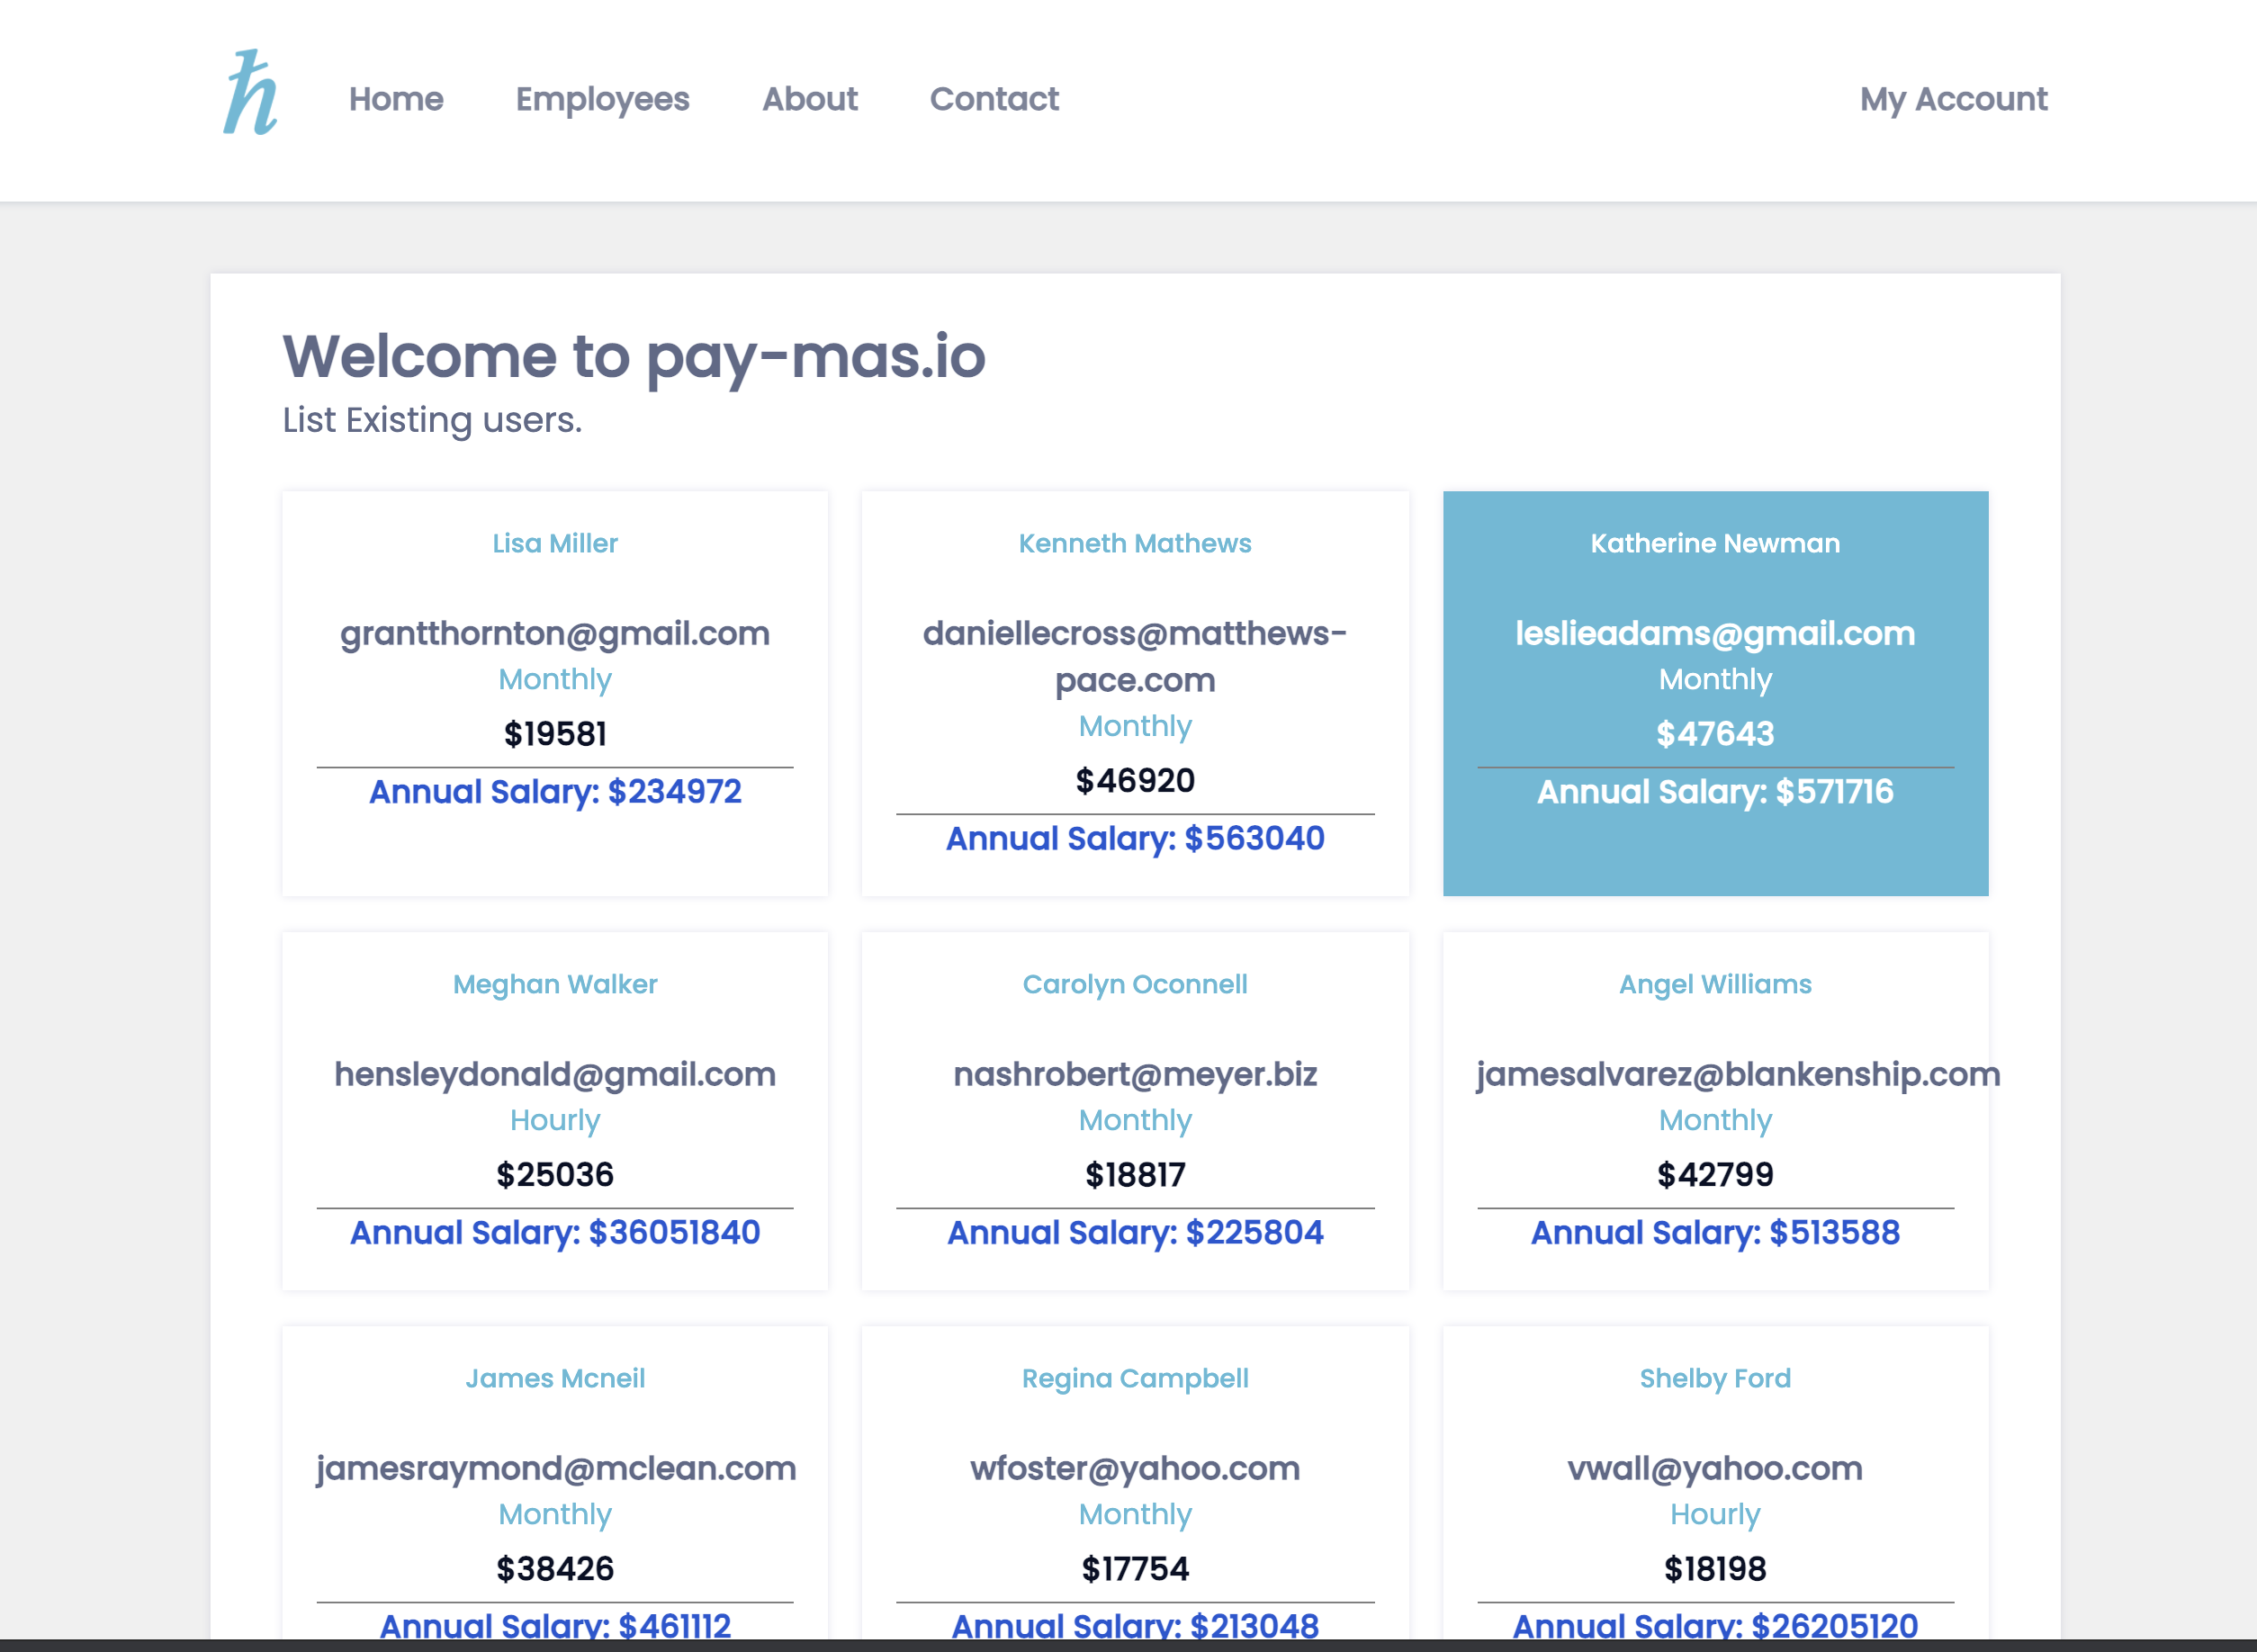 ħ
Home
Employees
About
Contact
My Account
Welcome to pay-mas.io
List Existing users.
Lisa Miller
grantthornton@gmail.com
Monthly
$19581
Annual Salary: $234972
Kenneth Mathews
daniellecross@matthews-
pace.com
Monthly
$46920
Annual Salary: $563040
Katherine Newman
leslieadams@gmail.com
Monthly
$47643
Annual Salary: $571716
Meghan Walker
hensleydonald@gmail.com
Hourly
$25036
Annual Salary: $36051840
Carolyn Oconnell
nashrobert@meyer.biz
Monthly
$18817
Annual Salary: $225804
Angel Williams
jamesalvarez@blankenship.com
Monthly
$42799
Annual Salary: $513588
James Mcneil
jamesraymond@mclean.com
Monthly
$38426
Annual Salary: $461112
Regina Campbell
wfoster@yahoo.com
Monthly
$17754
Annual Salary: $213048
Shelby Ford
vwall@yahoo.com
Hourly
$18198
Annual Salary: $26205120